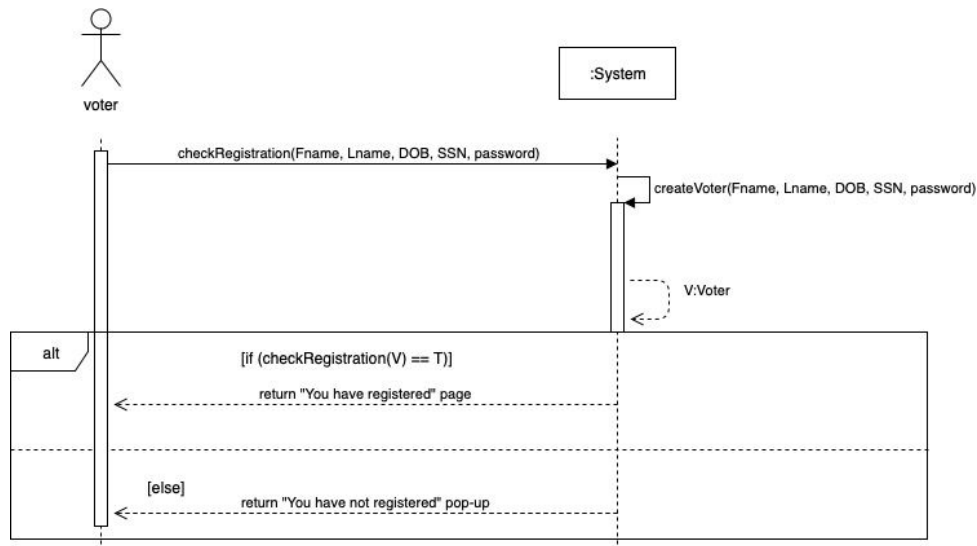 voter
:System
checkRegistration(Fname, Lname, DOB, SSN, password)
createVoter(Fname, Lname, DOB, SSN, password)
V:Voter
alt
[if (checkRegistration(V) == T)]
return "You have registered" page
[else]
return "You have not registered" pop-up